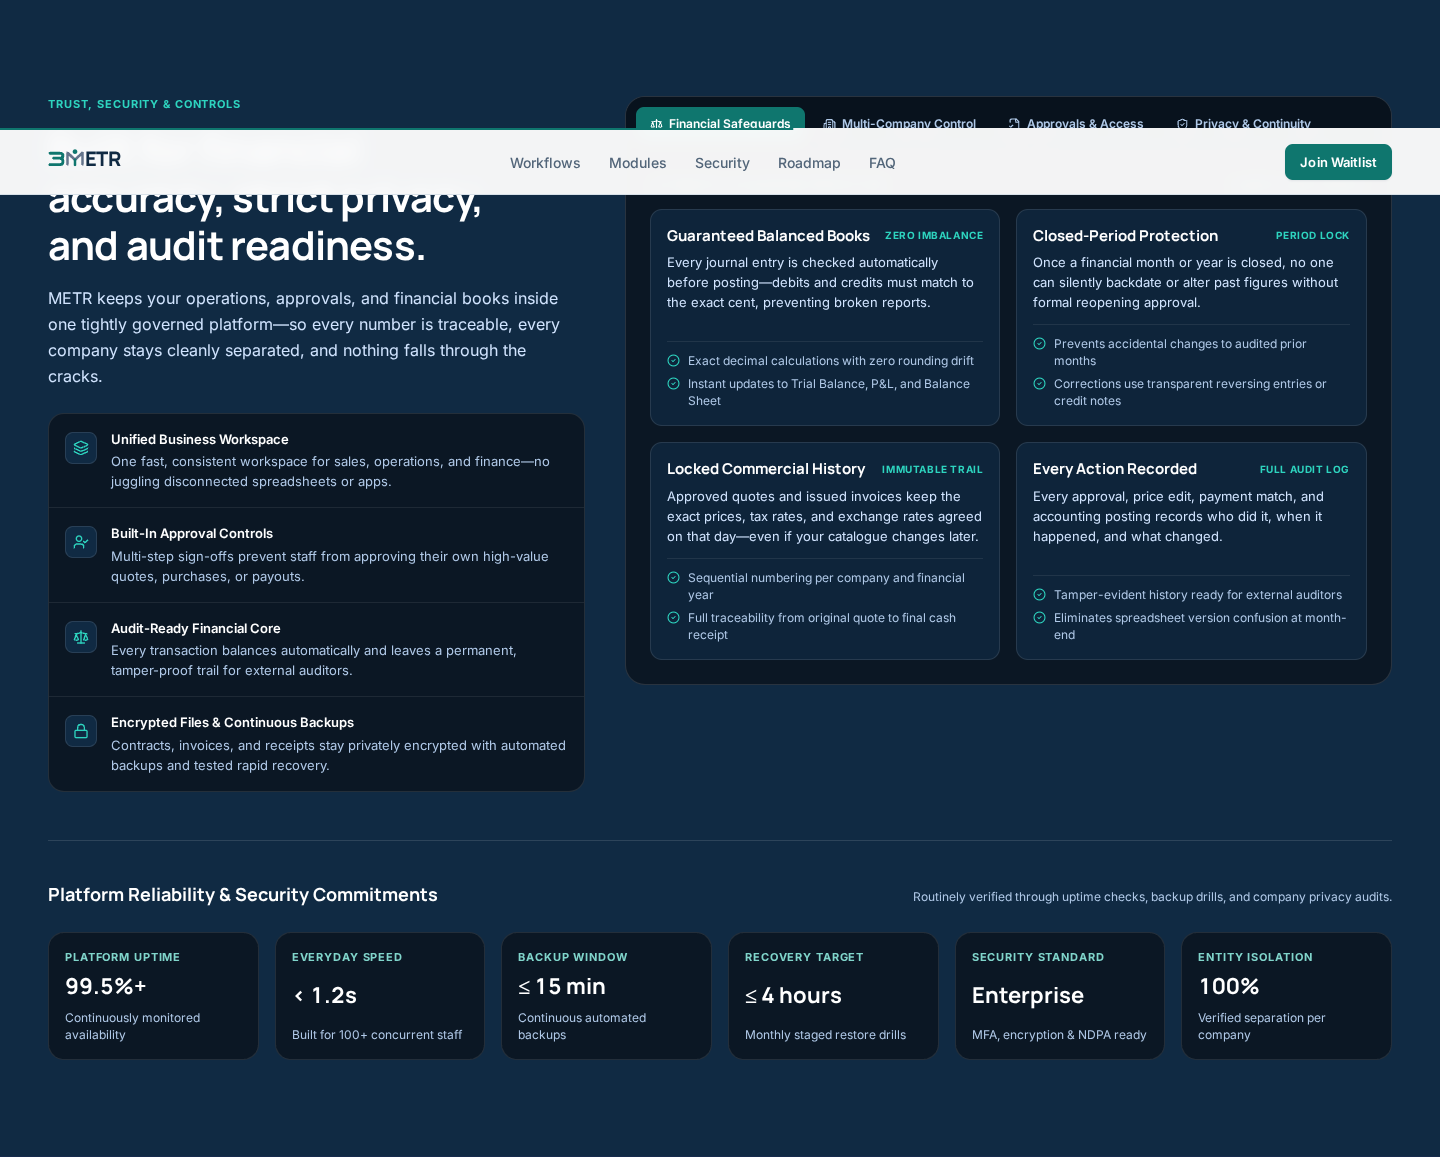 TRUST, SECURITY & CONTROLS
Financial Safeguards
Multi-Company Control
Approvals & Access
Privacy & Continuity
METR
Workflows
Modules
Security
Roadmap
FAQ
Join Waitlist
accuracy, strict privacy,
and audit readiness.
METR keeps your operations, approvals, and financial books inside
one tightly governed platform—so every number is traceable, every
company stays cleanly separated, and nothing falls through the
cracks.
Unified Business Workspace
One fast, consistent workspace for sales, operations, and finance—no
juggling disconnected spreadsheets or apps.
Built-In Approval Controls
Multi-step sign-offs prevent staff from approving their own high-value
quotes, purchases, or payouts.
Audit-Ready Financial Core
Every transaction balances automatically and leaves a permanent,
tamper-proof trail for external auditors.
Encrypted Files & Continuous Backups
Contracts, invoices, and receipts stay privately encrypted with automated
backups and tested rapid recovery.
Guaranteed Balanced Books
ZERO IMBALANCE
Every journal entry is checked automatically
before posting—debits and credits must match to
the exact cent, preventing broken reports.
Exact decimal calculations with zero rounding drift
Instant updates to Trial Balance, P&L, and Balance
Sheet
Closed-Period Protection
PERIOD LOCK
Once a financial month or year is closed, no one
can silently backdate or alter past figures without
formal reopening approval.
Prevents accidental changes to audited prior
months
Corrections use transparent reversing entries or
credit notes
Locked Commercial History
IMMUTABLE TRAIL
Approved quotes and issued invoices keep the
exact prices, tax rates, and exchange rates agreed
on that day—even if your catalogue changes later.
Sequential numbering per company and financial
year
Full traceability from original quote to final cash
receipt
Every Action Recorded
FULL AUDIT LOG
Every approval, price edit, payment match, and
accounting posting records who did it, when it
happened, and what changed.
Tamper-evident history ready for external auditors
Eliminates spreadsheet version confusion at month-
end
Platform Reliability & Security Commitments
Routinely verified through uptime checks, backup drills, and company privacy audits.
PLATFORM UPTIME
99.5%+
Continuously monitored
availability
EVERYDAY SPEED
< 1.2s
Built for 100+ concurrent staff
BACKUP WINDOW
≤ 15 min
Continuous automated
backups
RECOVERY TARGET
≤ 4 hours
Monthly staged restore drills
SECURITY STANDARD
Enterprise
MFA, encryption & NDPA ready
ENTITY ISOLATION
100%
Verified separation per
company